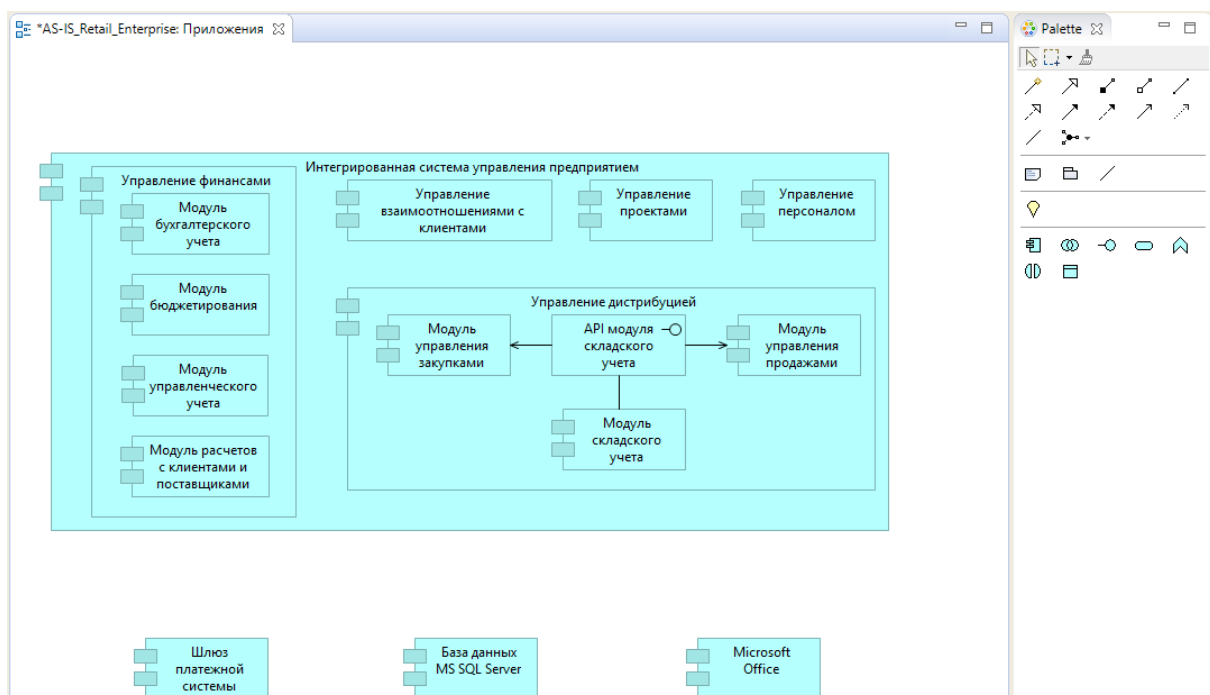 *AS-IS_Retail_Enterprise: Приложения
Palette
Интегрированная система управления предприятием
Управление финансами
Модуль
бухгалтерского
учета
Модуль
бюджетирования
Модуль
управленческого
учета
Модуль расчетов
с клиентами и
поставщиками
Управление
взаимоотношениями с
клиентами
Управление
проектами
Управление
персоналом
Управление дистрибуцией
Модуль
управления
закупками
API модуля
складского
учета
Модуль
управления
продажами
Модуль
складского
учета
Шлюз
платежной
системы
База данных
MS SQL Server
Microsoft
Office